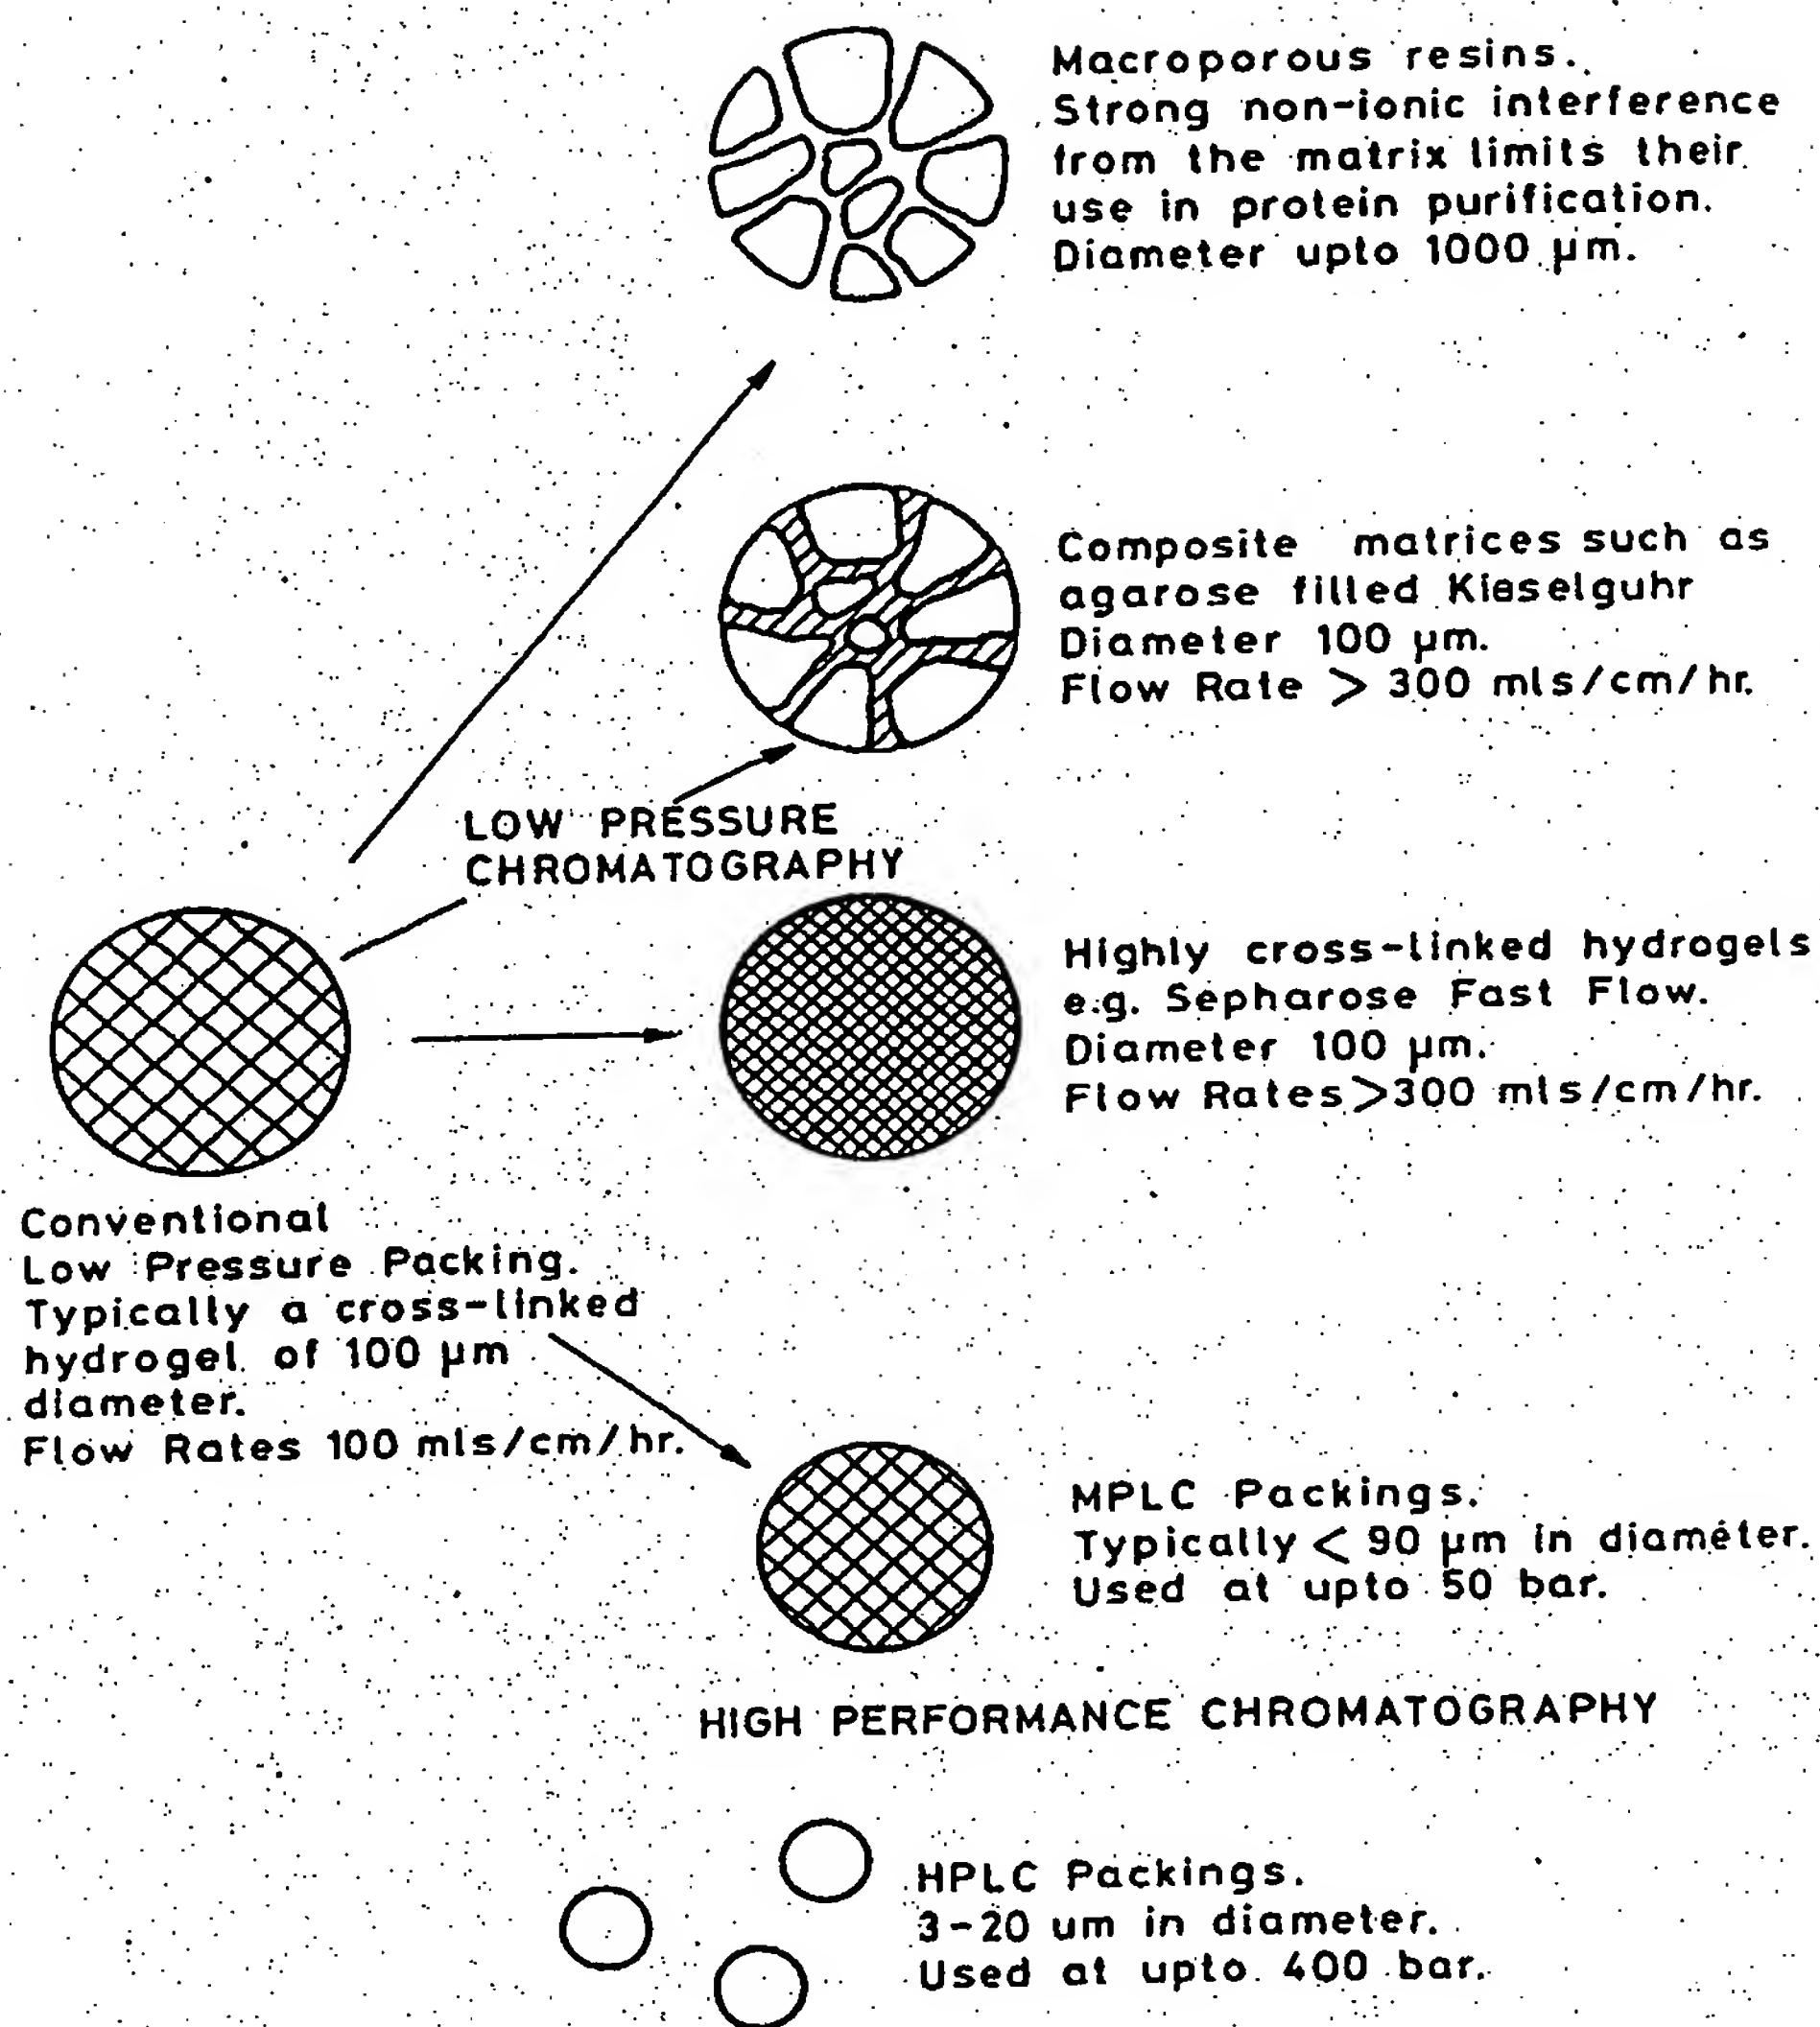 Macroporous resins.
Strong non-ionic interference
from the matrix limits their
use in protein purification.
Diameter upto 1000 µm.
Composite matrices such as
agarose filled Kieselguhr
Diameter 100 µm.
Flow Rate > 300 mls/cm/hr.
LOW PRESSURE
CHROMATOGRAPHY
Highly cross-linked hydrogels
e.g. Sepharose Fast Flow.
Diameter 100 µm.
Flow Rates >300 mls/cm/hr.
Conventional
Low Pressure Packing.
Typically a cross-linked
hydrogel of 100 µm
diameter.
Flow Rates 100 mls/cm/hr.
MPLC Packings.
Typically < 90 µm in diameter.
Used at upto 50 bar.
HIGH PERFORMANCE CHROMATOGRAPHY
HPLC Packings.
3-20 um in diameter.
Used at upto 400 bar.